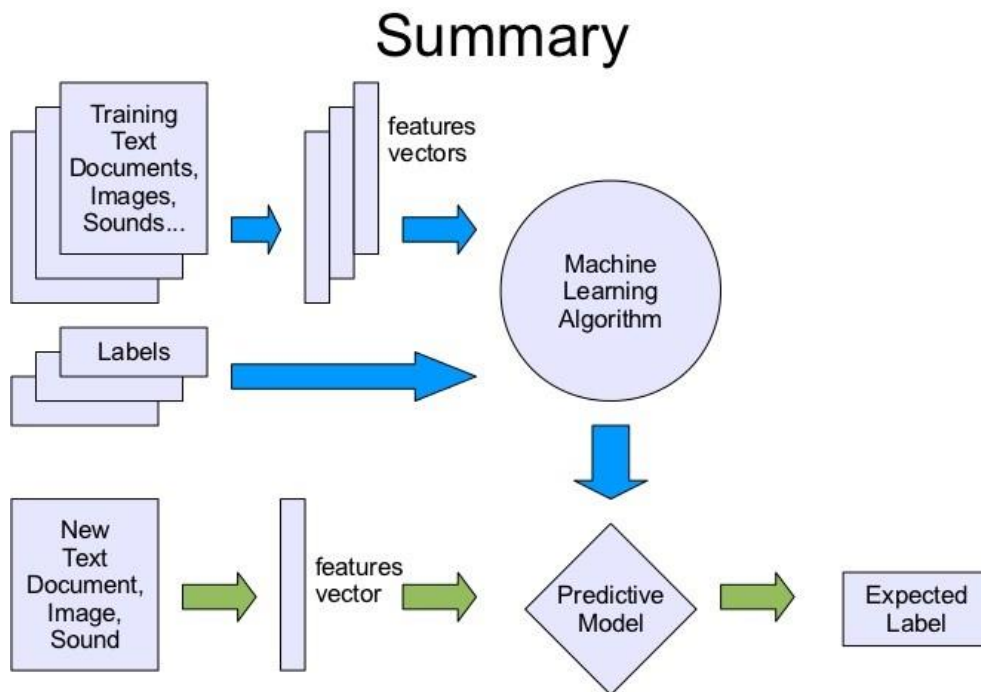 Summary
Training
Text
Documents,
Images,
Sounds...
features
vectors
Machine
Learning
Algorithm
Labels
New
Text
Document,
Image,
Sound
features
vector
Predictive
Model
Expected
Label